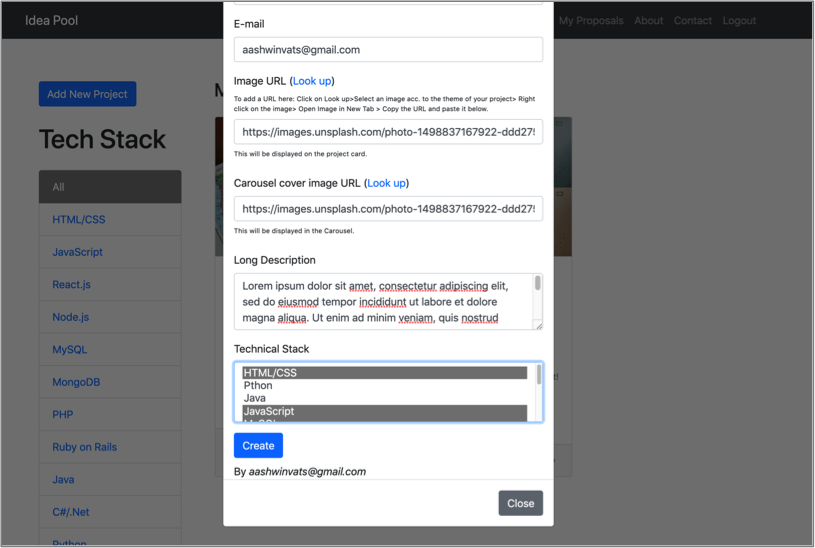 Idea Pool
My Proposals About Contact Logout
Add New Project
Tech Stack
All
HTML/CSS
JavaScript
React.js
Node.js
MySQL
MongoDB
PHP
Ruby on Rails
Java
C#/.Net
Python
E-mail
aashwinvats@gmail.com
Image URL (Look up)
To add a URL here: Click on Look up>Select an image acc. to the theme of your project> Right
click on the image> Open Image in New Tab > Copy the URL and paste it below.
https://images.unsplash.com/photo-1498837167922-ddd275
This will be displayed on the project card.
Carousel cover image URL (Look up)
https://images.unsplash.com/photo-1498837167922-ddd275
This will be displayed in the Carousel.
Long Description
Lorem ipsum dolor sit amet, consectetur adipiscing elit,
sed do eiusmod tempor incididunt ut labore et dolore
magna aliqua. Ut enim ad minim veniam, quis nostrud
Technical Stack
HTML/CSS
Pthon
Java
JavaScript
MySQL
Create
By aashwinvats@gmail.com
Close